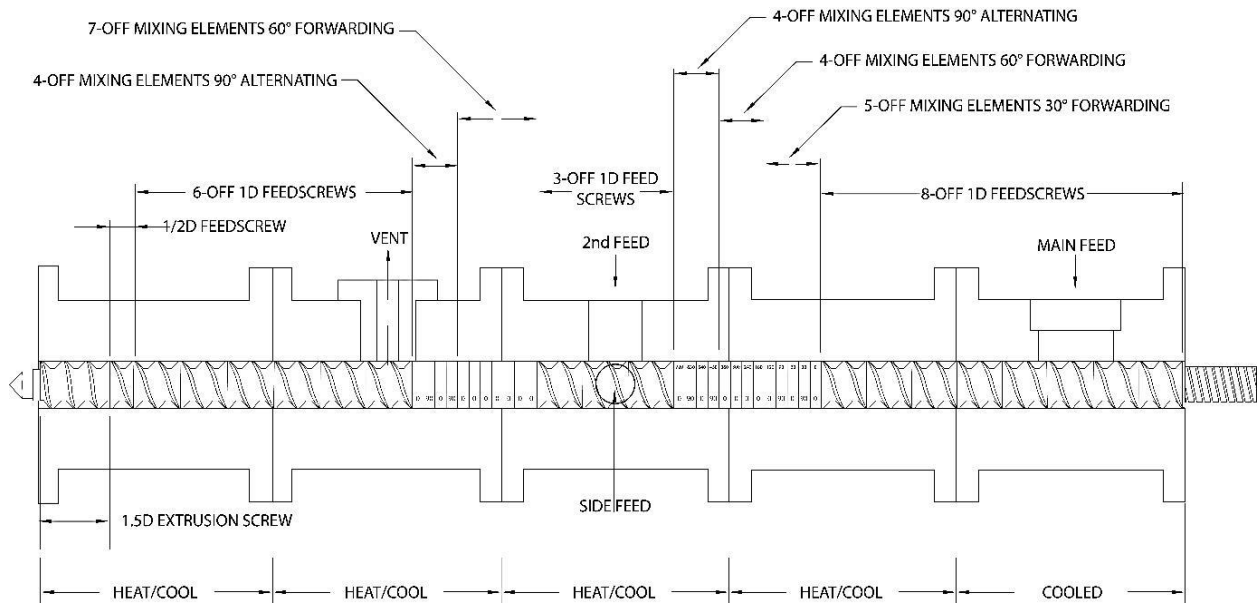 4-OFF MIXING ELEMENTS 90° ALTERNATING
7-OFF MIXING ELEMENTS 60° FORWARDING
4-OFF MIXING ELEMENTS 60° FORWARDING
4-OFF MIXING ELEMENTS 90° ALTERNATING
5-OFF MIXING ELEMENTS 30° FORWARDING
6-OFF 1D FEEDSCREWS
3-OFF 1D FEED
SCREWS
8-OFF 1D FEEDSCREWS
1/2D FEEDSCREW
VENT
2nd FEED
MAIN FEED
SIDE FEED
1.5D EXTRUSION SCREW
HEAT/COOL
HEAT/COOL
HEAT/COOL
HEAT/COOL
COOLED